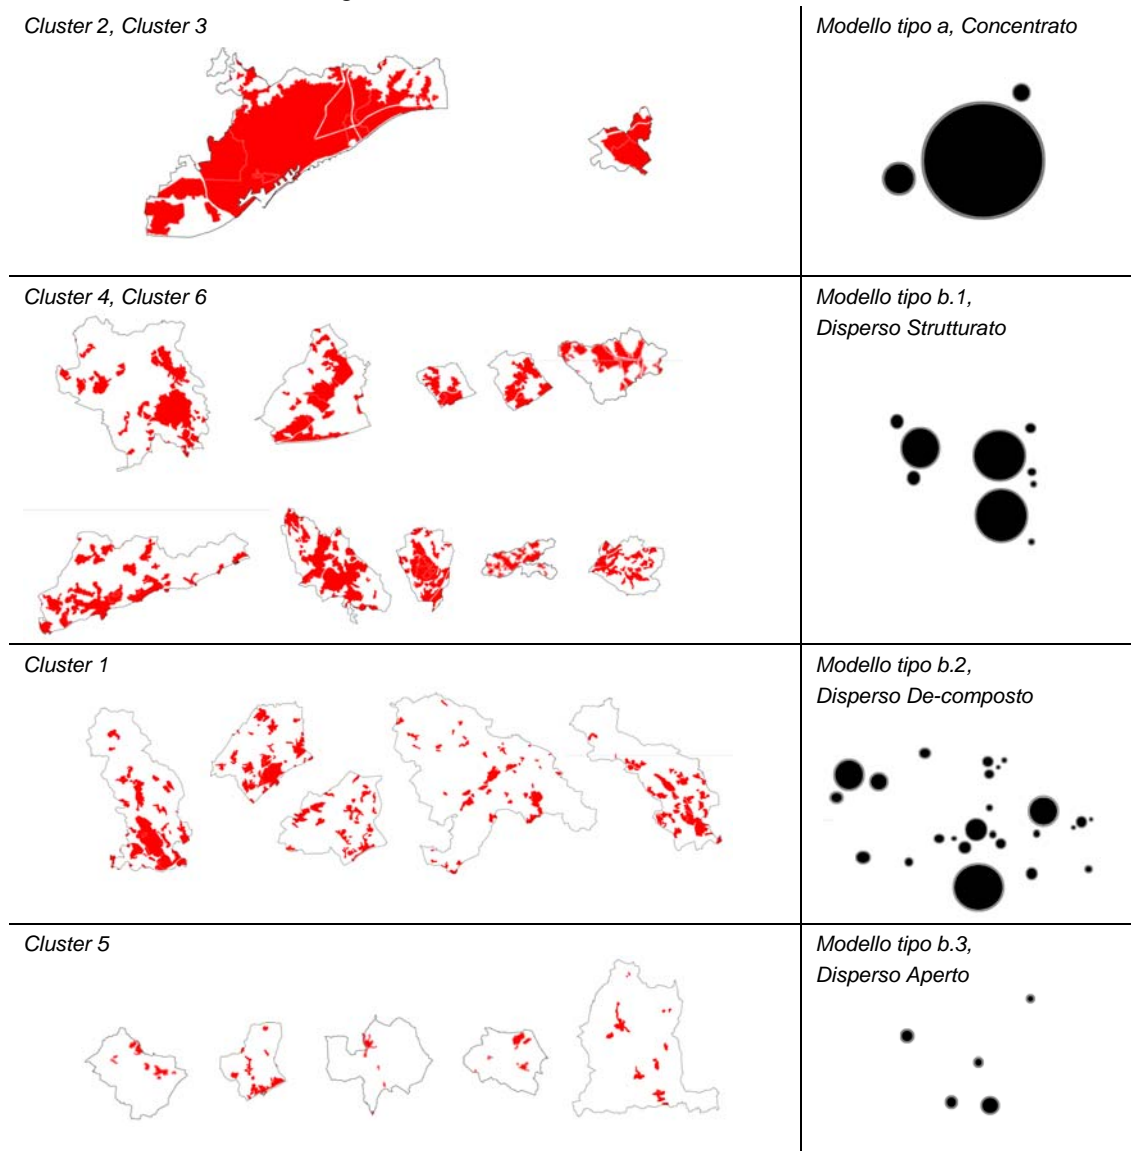 Cluster 2, Cluster 3
Modello tipo a, Concentrato
Cluster 4, Cluster 6
Modello tipo b.1,
Disperso Strutturato
Cluster 1
Modello tipo b.2,
Disperso De-composto
Cluster 5
Modello tipo b.3,
Disperso Aperto